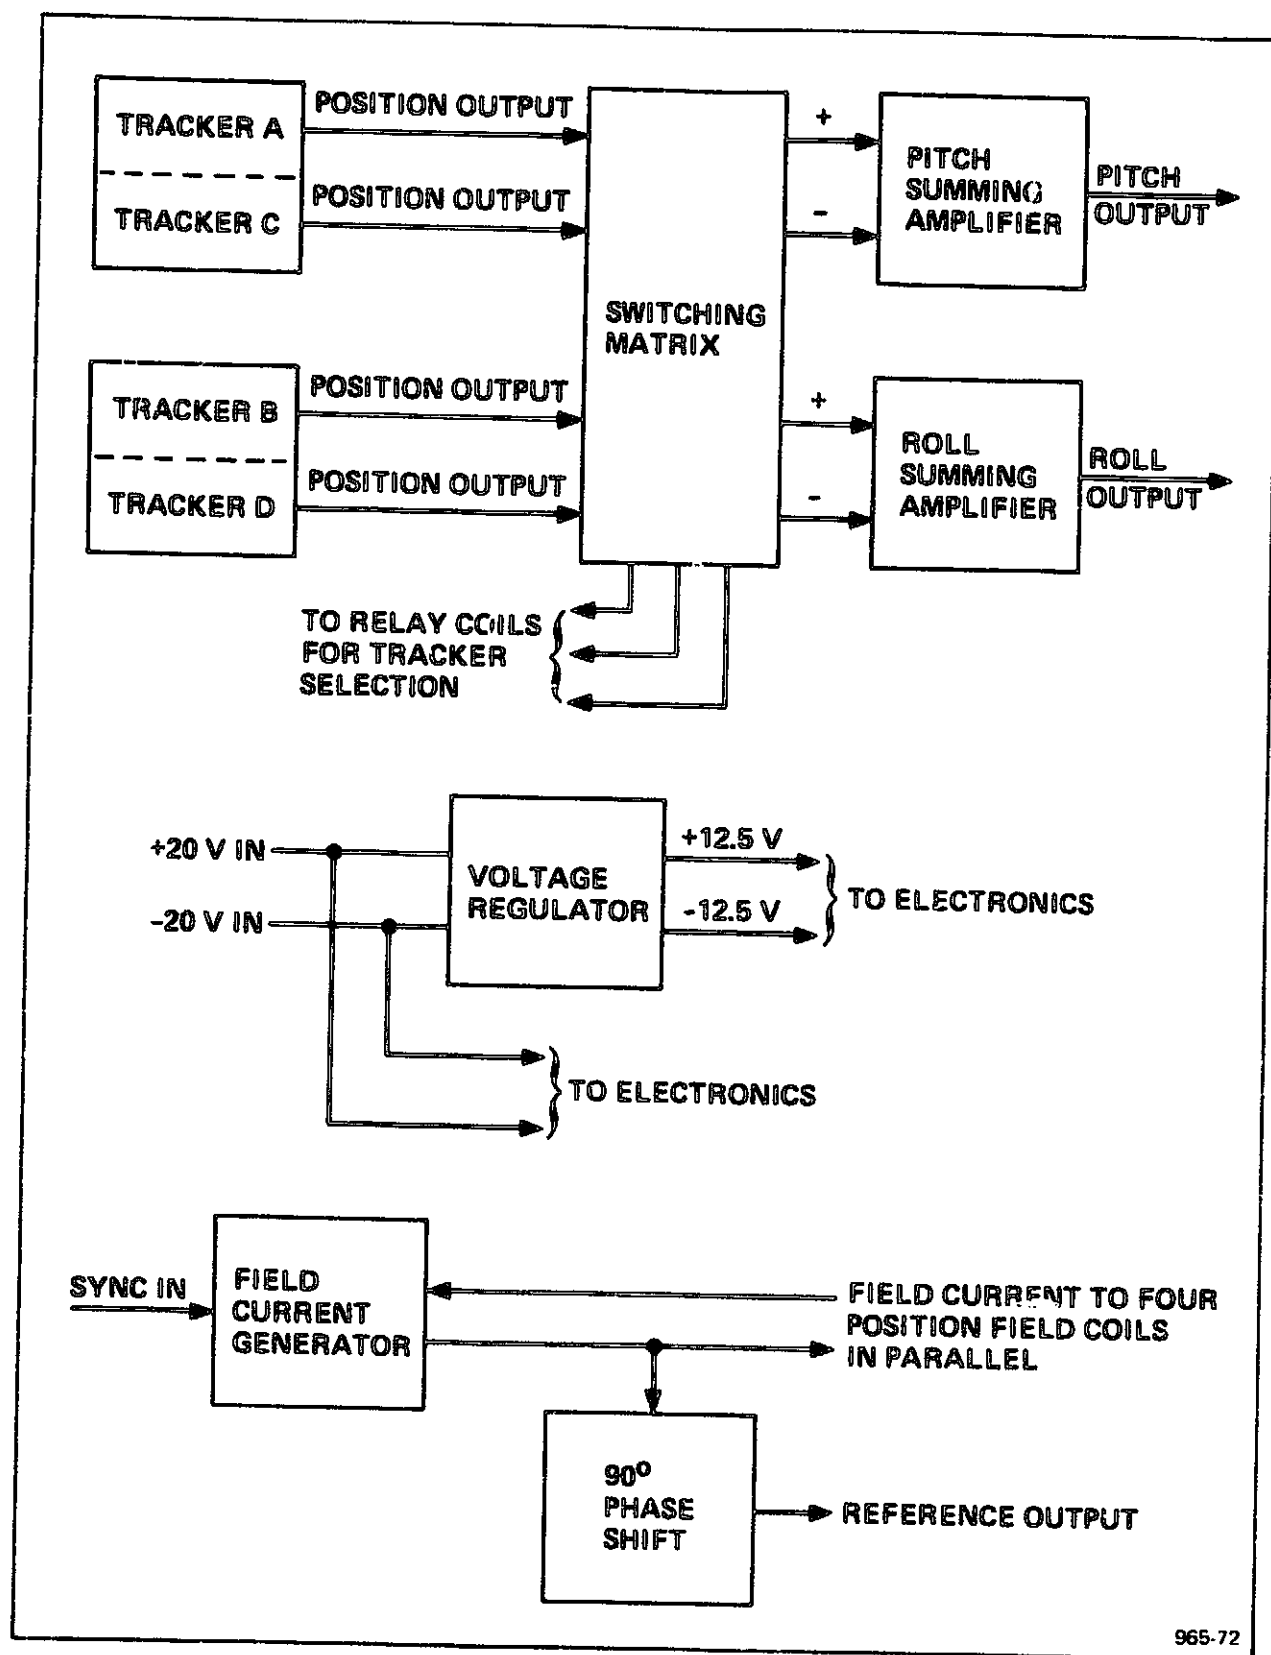 TRACKER A
POSITION OUTPUT
TRACKER C
POSITION OUTPUT
+
-
PITCH
SUMMING
AMPLIFIER
PITCH
OUTPUT
SWITCHING
MATRIX
TRACKER B
POSITION OUTPUT
TRACKER D
POSITION OUTPUT
+
-
ROLL
SUMMING
AMPLIFIER
ROLL
OUTPUT
TO RELAY COILS
FOR TRACKER
SELECTION
+20 V IN
-20 V IN
VOLTAGE
REGULATOR
+12.5 V
-12.5 V
TO ELECTRONICS
TO ELECTRONICS
SYNC IN
FIELD
CURRENT
GENERATOR
FIELD CURRENT TO FOUR
POSITION FIELD COILS
IN PARALLEL
90°
PHASE
SHIFT
REFERENCE OUTPUT
965-72